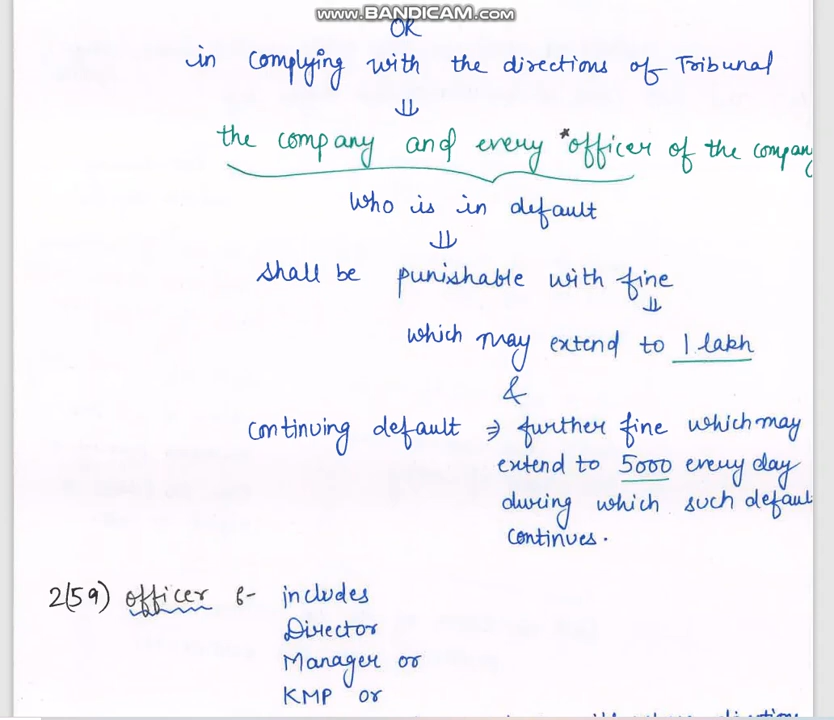 www.BANDICAM.com
OR
in complying with the directions of Tribunal
⇓
the company and every *officer of the company
who is in default
⇓
shall be punishable with fine
⇓
which may extend to 1 lakh
&
continuing default ⇒ further fine which may
extend to 5000 every day
during which such default
continues.
2(59) officer :- includes
Director
Manager or
KMP or